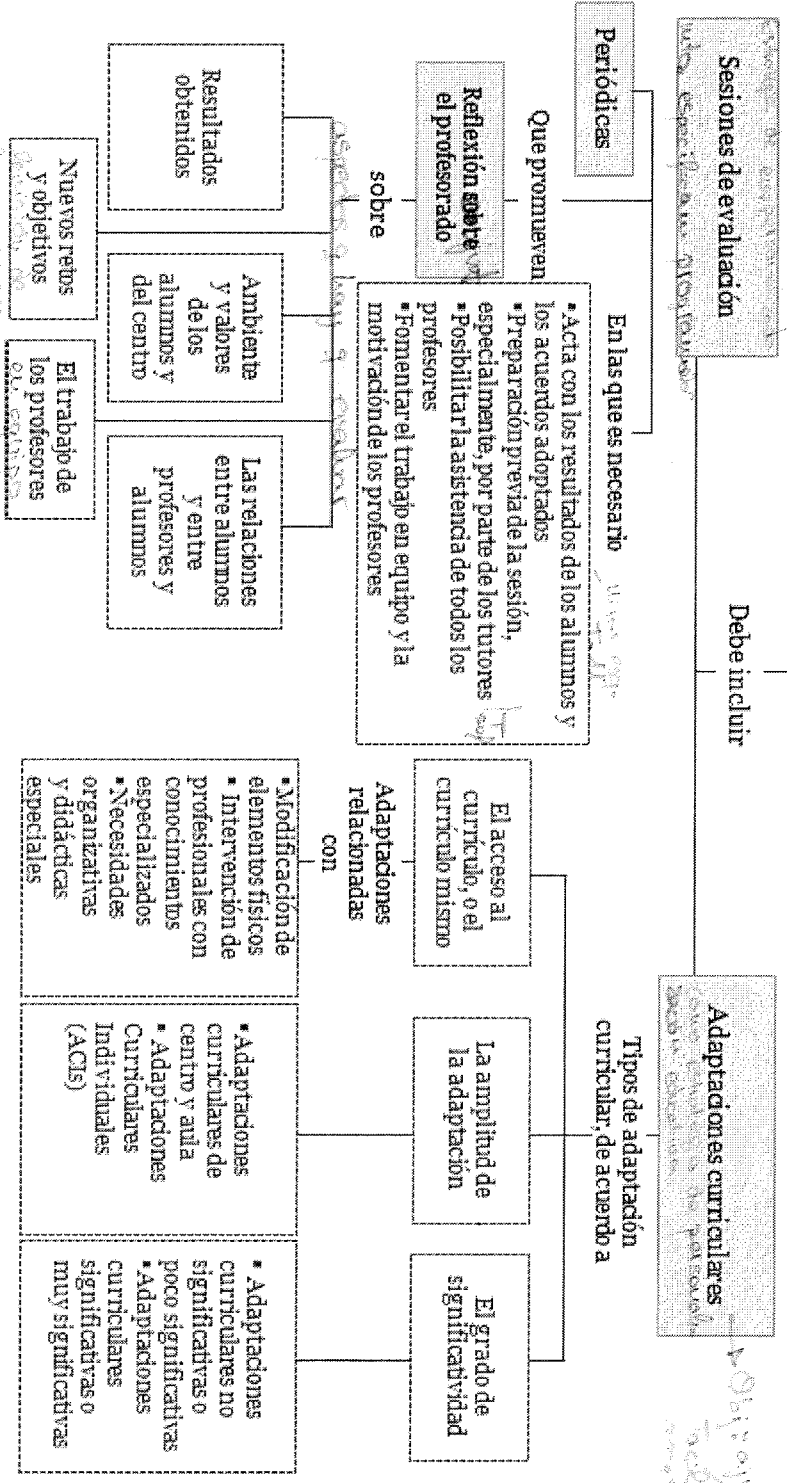 Debe incluir
Sesiones de evaluación
Periódicas
Que promueven
Reflexión sobre
el profesorado
sobre
aspectos q hay q evaluar
Resultados
obtenidos
Nuevos retos
y objetivos
Ambiente
y valores
de los
alumnos y
del centro
El trabajo de
los profesores
Las relaciones
entre alumnos
y entre
profesores y
alumnos
En las que es necesario
▪Acta con los resultados de los alumnos y
los acuerdos adoptados
▪Preparación previa de la sesión,
especialmente, por parte de los tutores
▪Posibilitar la asistencia de todos los
profesores
▪Fomentar el trabajo en equipo y la
motivación de los profesores
Adaptaciones curriculares
Tipos de adaptación
curricular, de acuerdo a
El acceso al
currículo, o el
currículo mismo
Adaptaciones
relacionadas
con
▪Modificación de
elementos físicos
▪ Intervención de
profesionales con
conocimientos
especializados
▪Necesidades
organizativas
y didácticas
especiales
La amplitud de
la adaptación
▪ Adaptaciones
curriculares de
centro y aula
▪ Adaptaciones
Curriculares
Individuales
(ACIs)
El grado de
significatividad
▪ Adaptaciones
curriculares no
significativas o
poco significativas
▪Adaptaciones
curriculares
significativas o
muy significativas